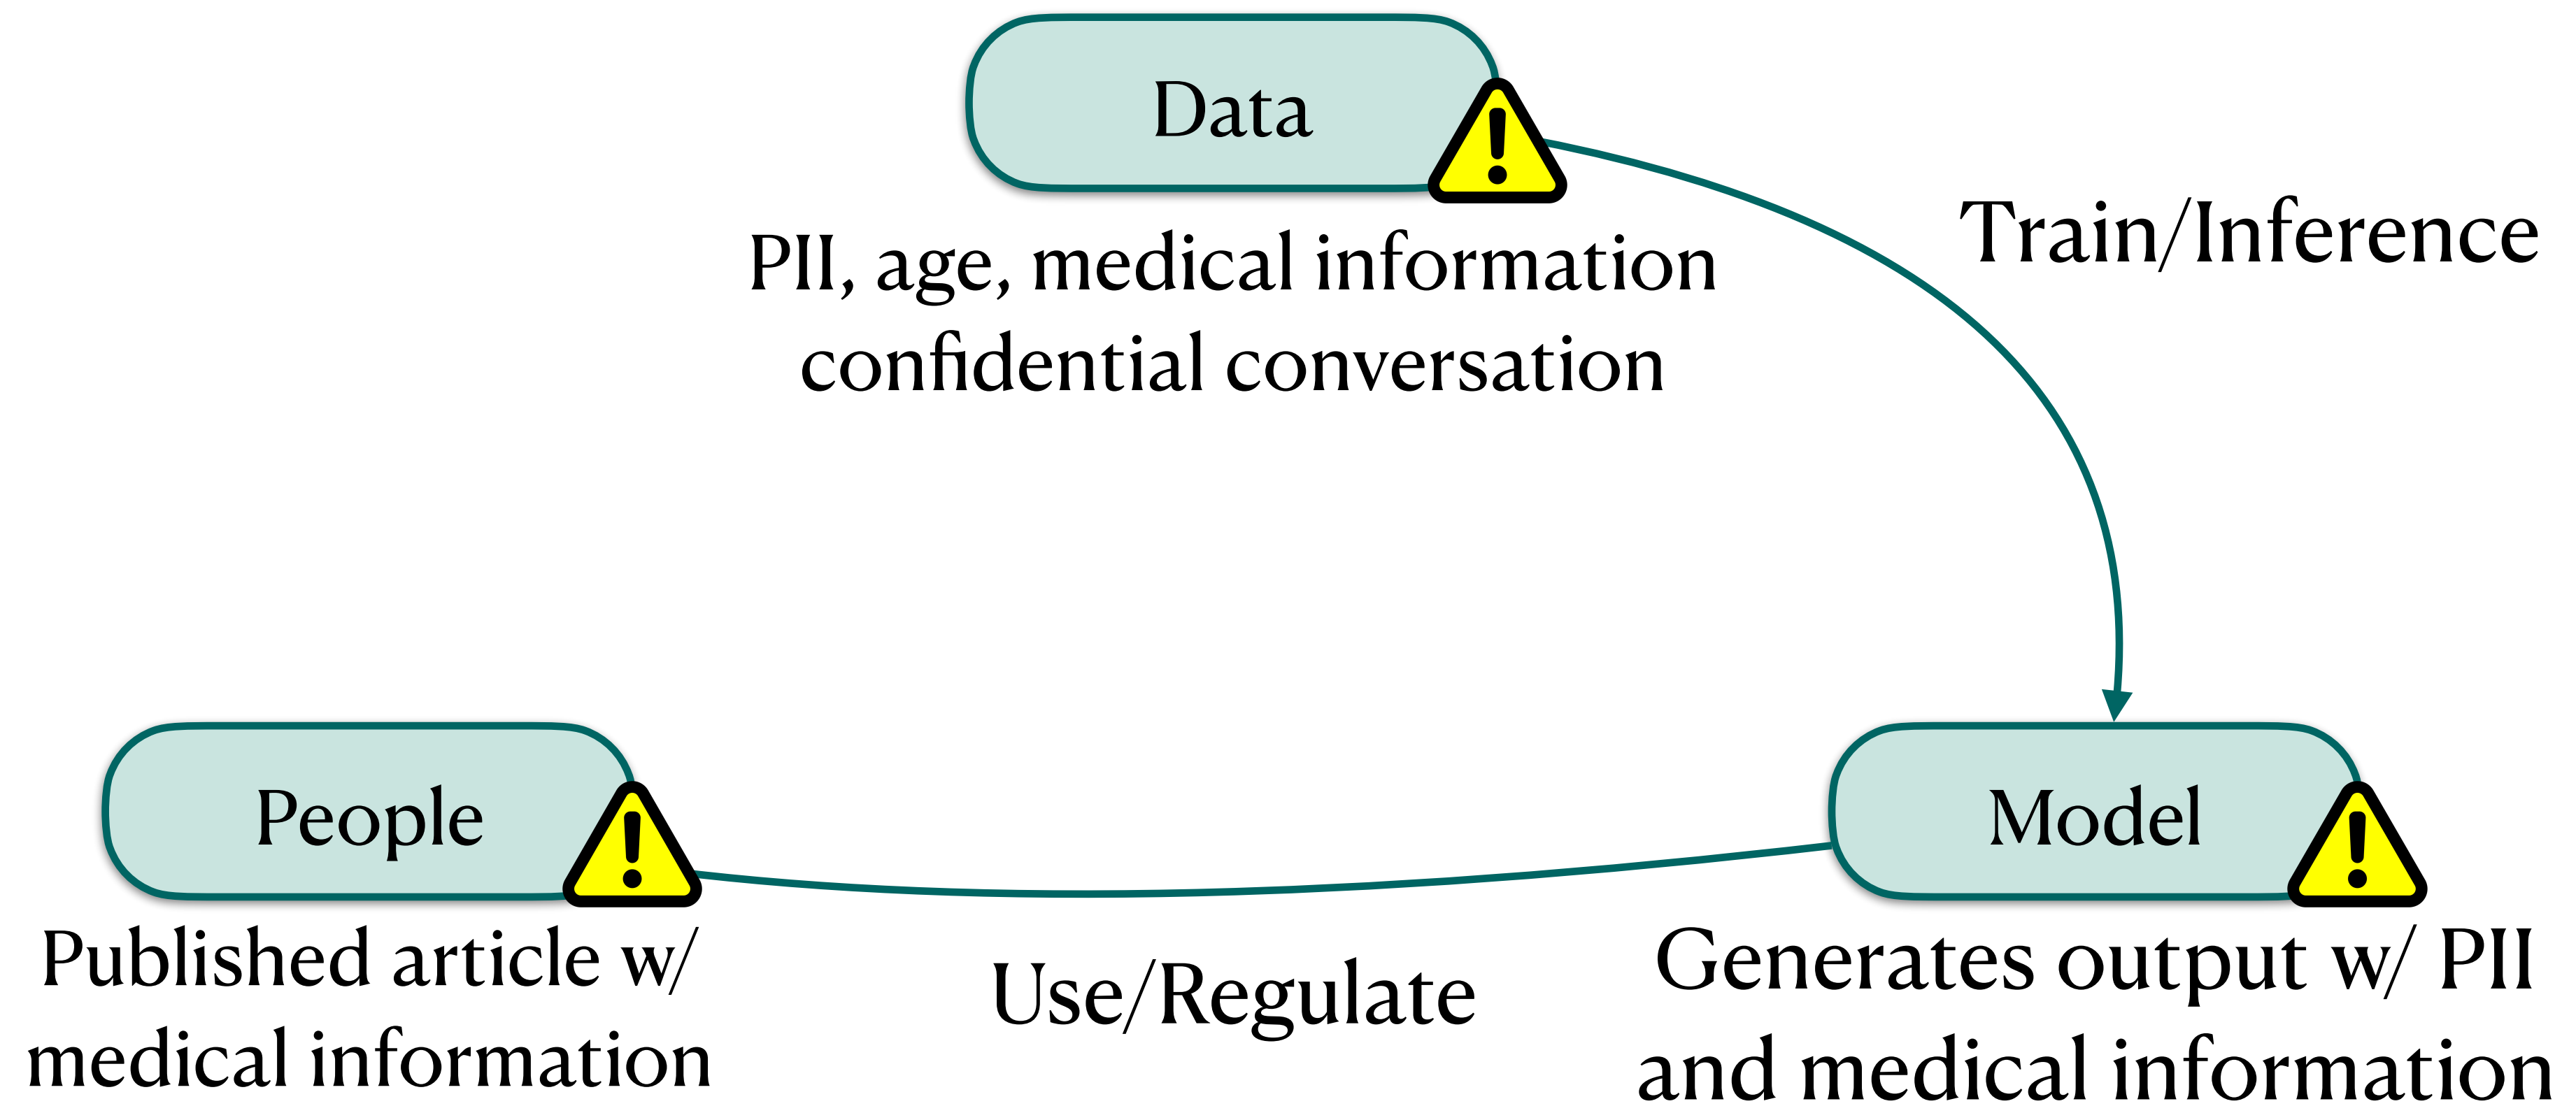 Data
PII, age, medical information
confidential conversation
Train/Inference
People
Published article w/
medical information
Use/Regulate
Model
Generates output w/ PII
and medical information